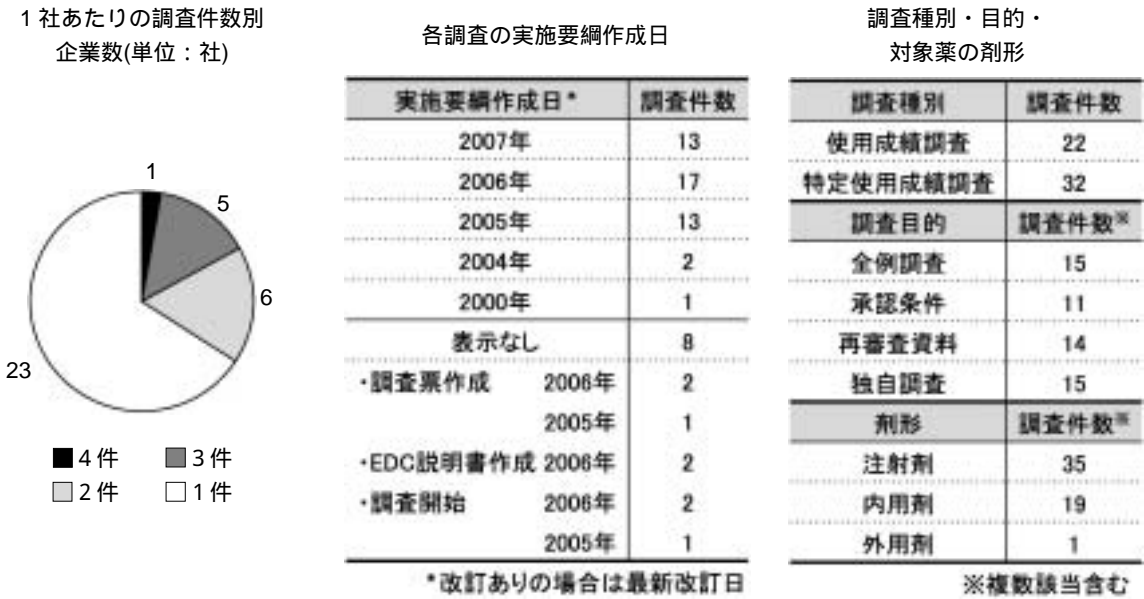 1 社あたりの調査件数別
企業数(単位：社)
1
5
6
23
■4 件 ■3 件
□2 件 □1 件
各調査の実施要綱作成日
実施要綱作成日* 調査件数
2007年 13
2006年 17
2005年 13
2004年 2
2000年 1
表示なし 8
・調査票作成 2006年 2
2005年 1
・EDC説明書作成 2006年 2
・調査開始 2006年 2
2005年 1
*改訂ありの場合は最新改訂日
調査種別・目的・
対象薬の剤形
調査種別 調査件数
使用成績調査 22
特定使用成績調査 32
調査目的 調査件数※
全例調査 15
承認条件 11
再審査資料 14
独自調査 15
剤形 調査件数※
注射剤 35
内用剤 19
外用剤 1
※複数該当含む